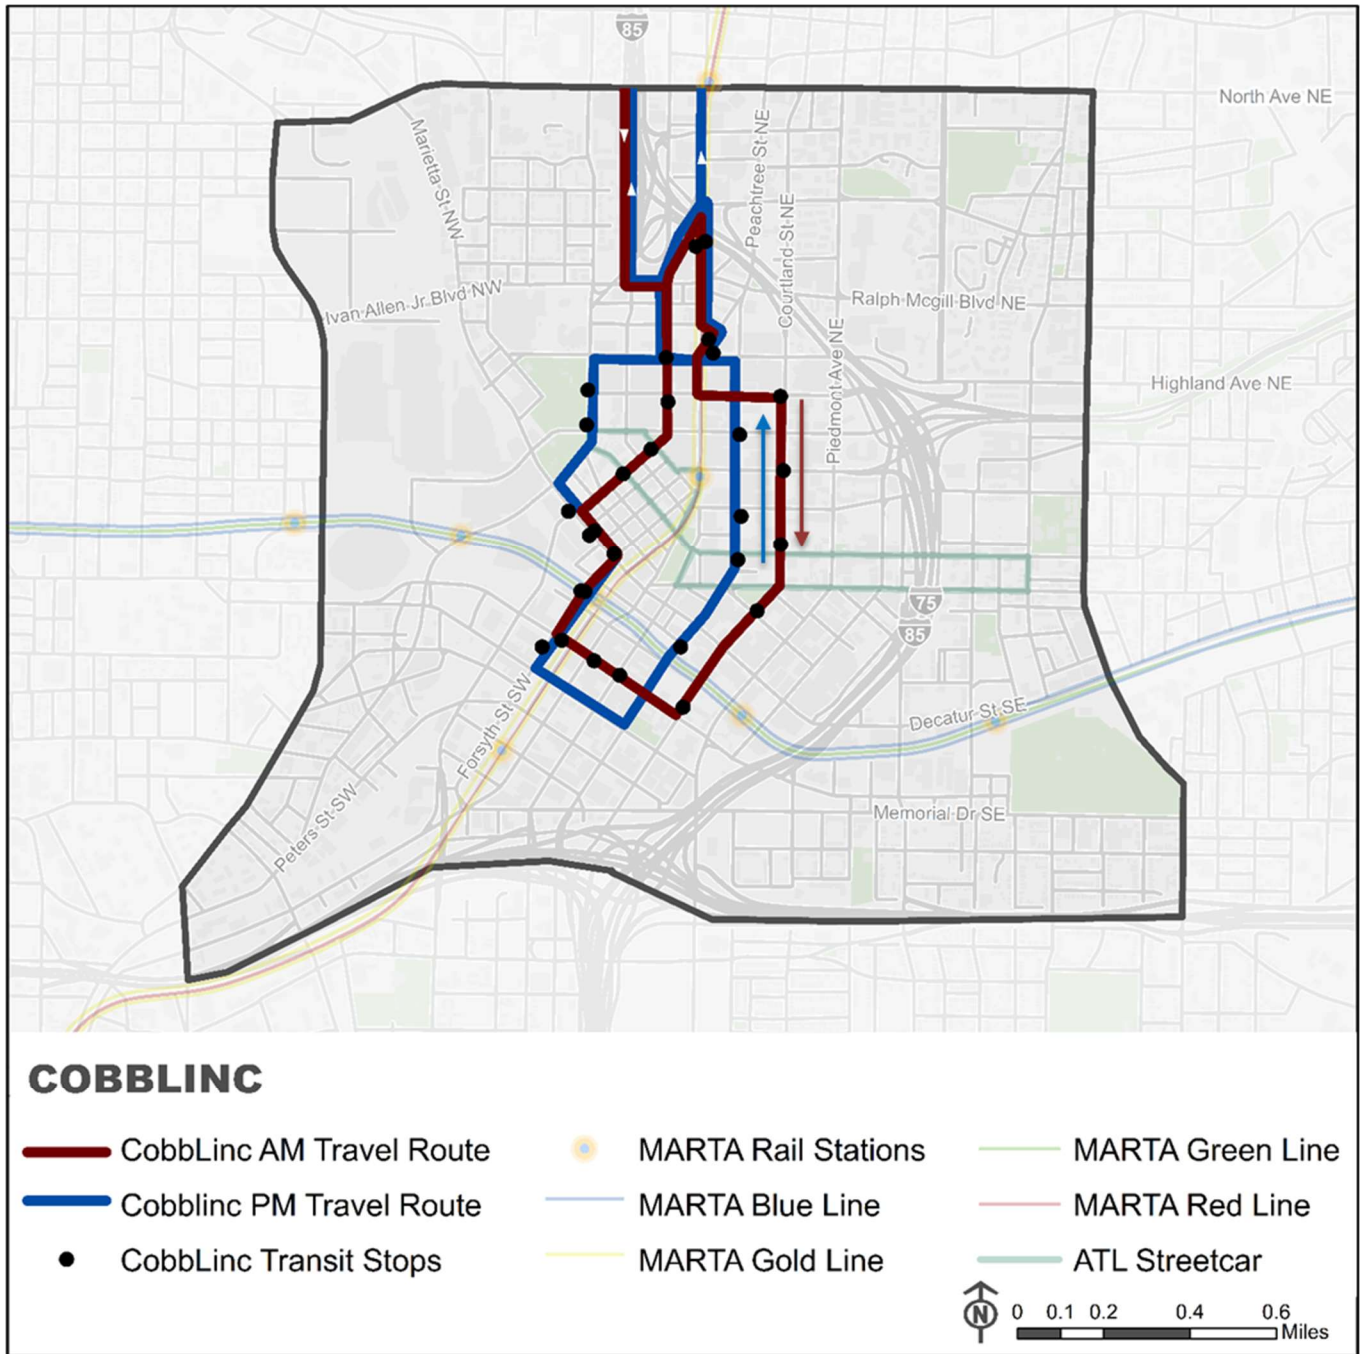 85
North Ave NE
Marietta St NW
Peachtree St NE
Courtland St NE
Ivan Allen Jr Blvd NW
Ralph Mcgill Blvd NE
Piedmont Ave NE
Highland Ave NE
75
85
Forsyth St SW
Decatur St SE
Peters St SW
Memorial Dr SE
COBBLINC
CobbLinc AM Travel Route
MARTA Rail Stations
MARTA Green Line
Cobblinc PM Travel Route
MARTA Blue Line
MARTA Red Line
CobbLinc Transit Stops
MARTA Gold Line
ATL Streetcar
N
0 0.1 0.2 0.4 0.6
Miles